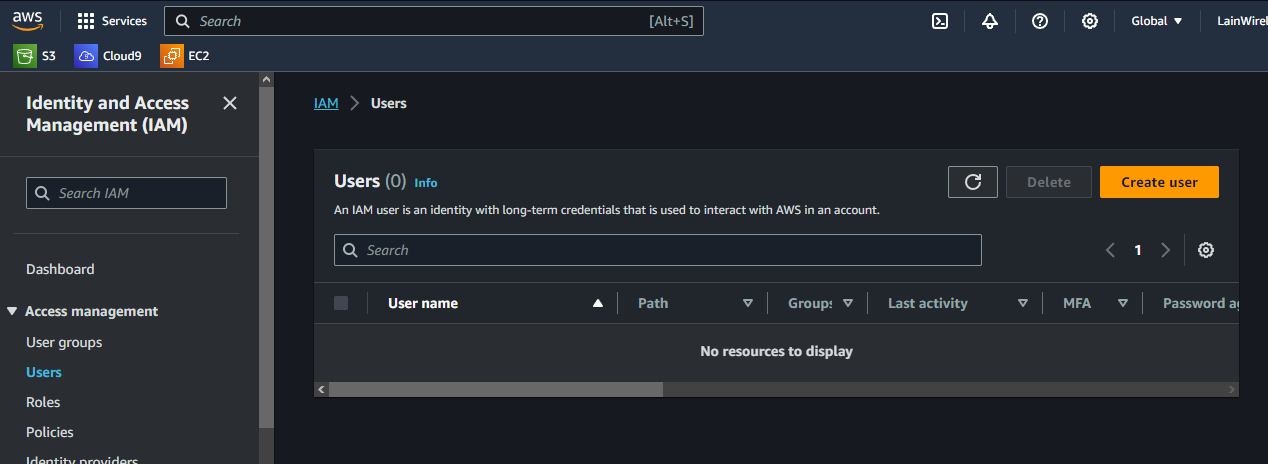 aws Services Search [Alt+S] Global LainWirel
S3 Cloud9 EC2
Identity and Access
Management (IAM)
Search IAM
Dashboard
Access management
User groups
Users
Roles
Policies
Identity providers
IAM > Users
Users (0) Info Delete Create user
An IAM user is an identity with long-term credentials that is used to interact with AWS in an account.
Search 1
User name Path Groups Last activity MFA Password ag
No resources to display